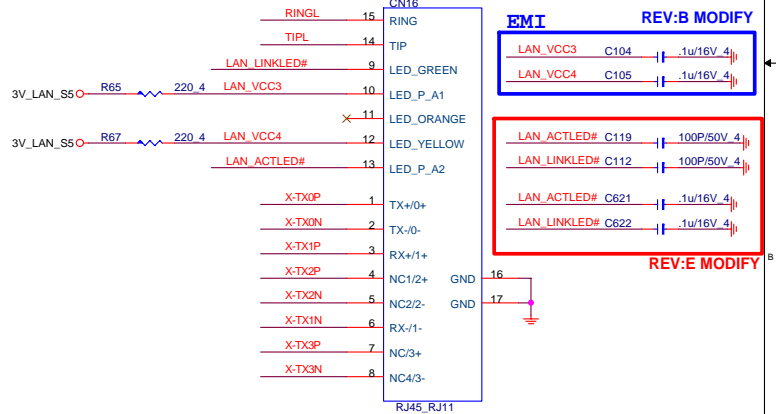 CN16
RINGL 15 RING
TIPL 14 TIP
LAN_LINKLED# 9 LED_GREEN
3V_LAN_S5 R65 220_4 LAN_VCC3 10 LED_P_A1
11 LED_ORANGE
3V_LAN_S5 R67 220_4 LAN_VCC4 12 LED_YELLOW
LAN_ACTLED# 13 LED_P_A2
X-TX0P 1 TX+/0+
X-TX0N 2 TX-/0-
X-TX1P 3 RX+/1+
X-TX2P 4 NC1/2+ GND 16
X-TX2N 5 NC2/2- GND 17
X-TX1N 6 RX-/1-
X-TX3P 7 NC/3+
X-TX3N 8 NC4/3-
RJ45_RJ11
EMI REV:B MODIFY
LAN_VCC3 C104 .1u/16V_4
LAN_VCC4 C105 .1u/16V_4
LAN_ACTLED# C119 100P/50V_4
LAN_LINKLED# C112 100P/50V_4
LAN_ACTLED# C621 .1u/16V_4
LAN_LINKLED# C622 .1u/16V_4
REV:E MODIFY
B